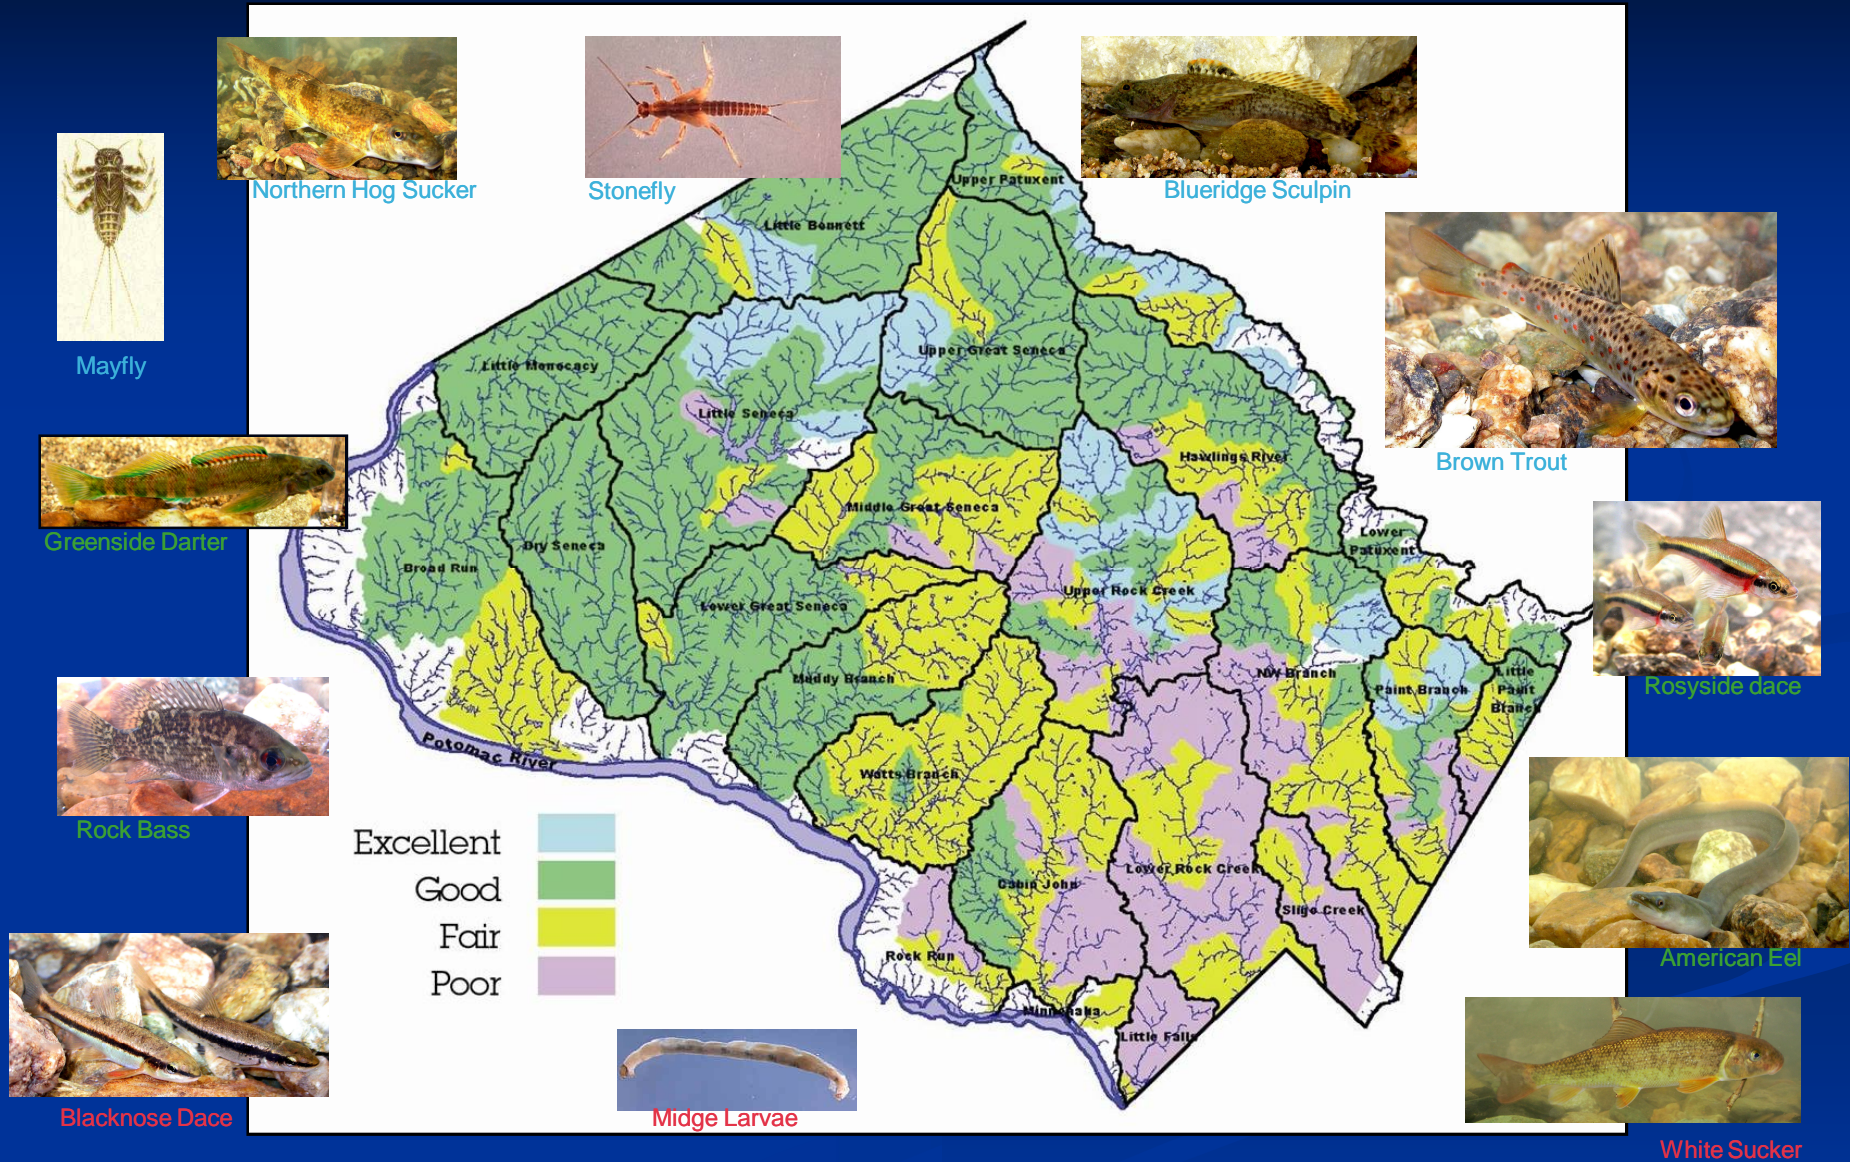 Northern Hog Sucker
Stonefly
Blueridge Sculpin
Mayfly
Brown Trout
Greenside Darter
Rosyside dace
Rock Bass
American Eel
Blacknose Dace
Midge Larvae
White Sucker
Upper Patuxent
Little Bennett
Little Monocacy
Upper Great Seneca
Little Seneca
Hawlings River
Middle Great Seneca
Lower
Patuxent
Dry Seneca
Broad Run
Lower Great Seneca
Upper Rock Creek
Muddy Branch
NW Branch
Paint Branch
Little
Paint
Branch
Potomac River
Watts Branch
Cabin John
Lower Rock Creek
Sligo Creek
Rock Run
Minnehaha
Little Falls
Excellent
Good
Fair
Poor